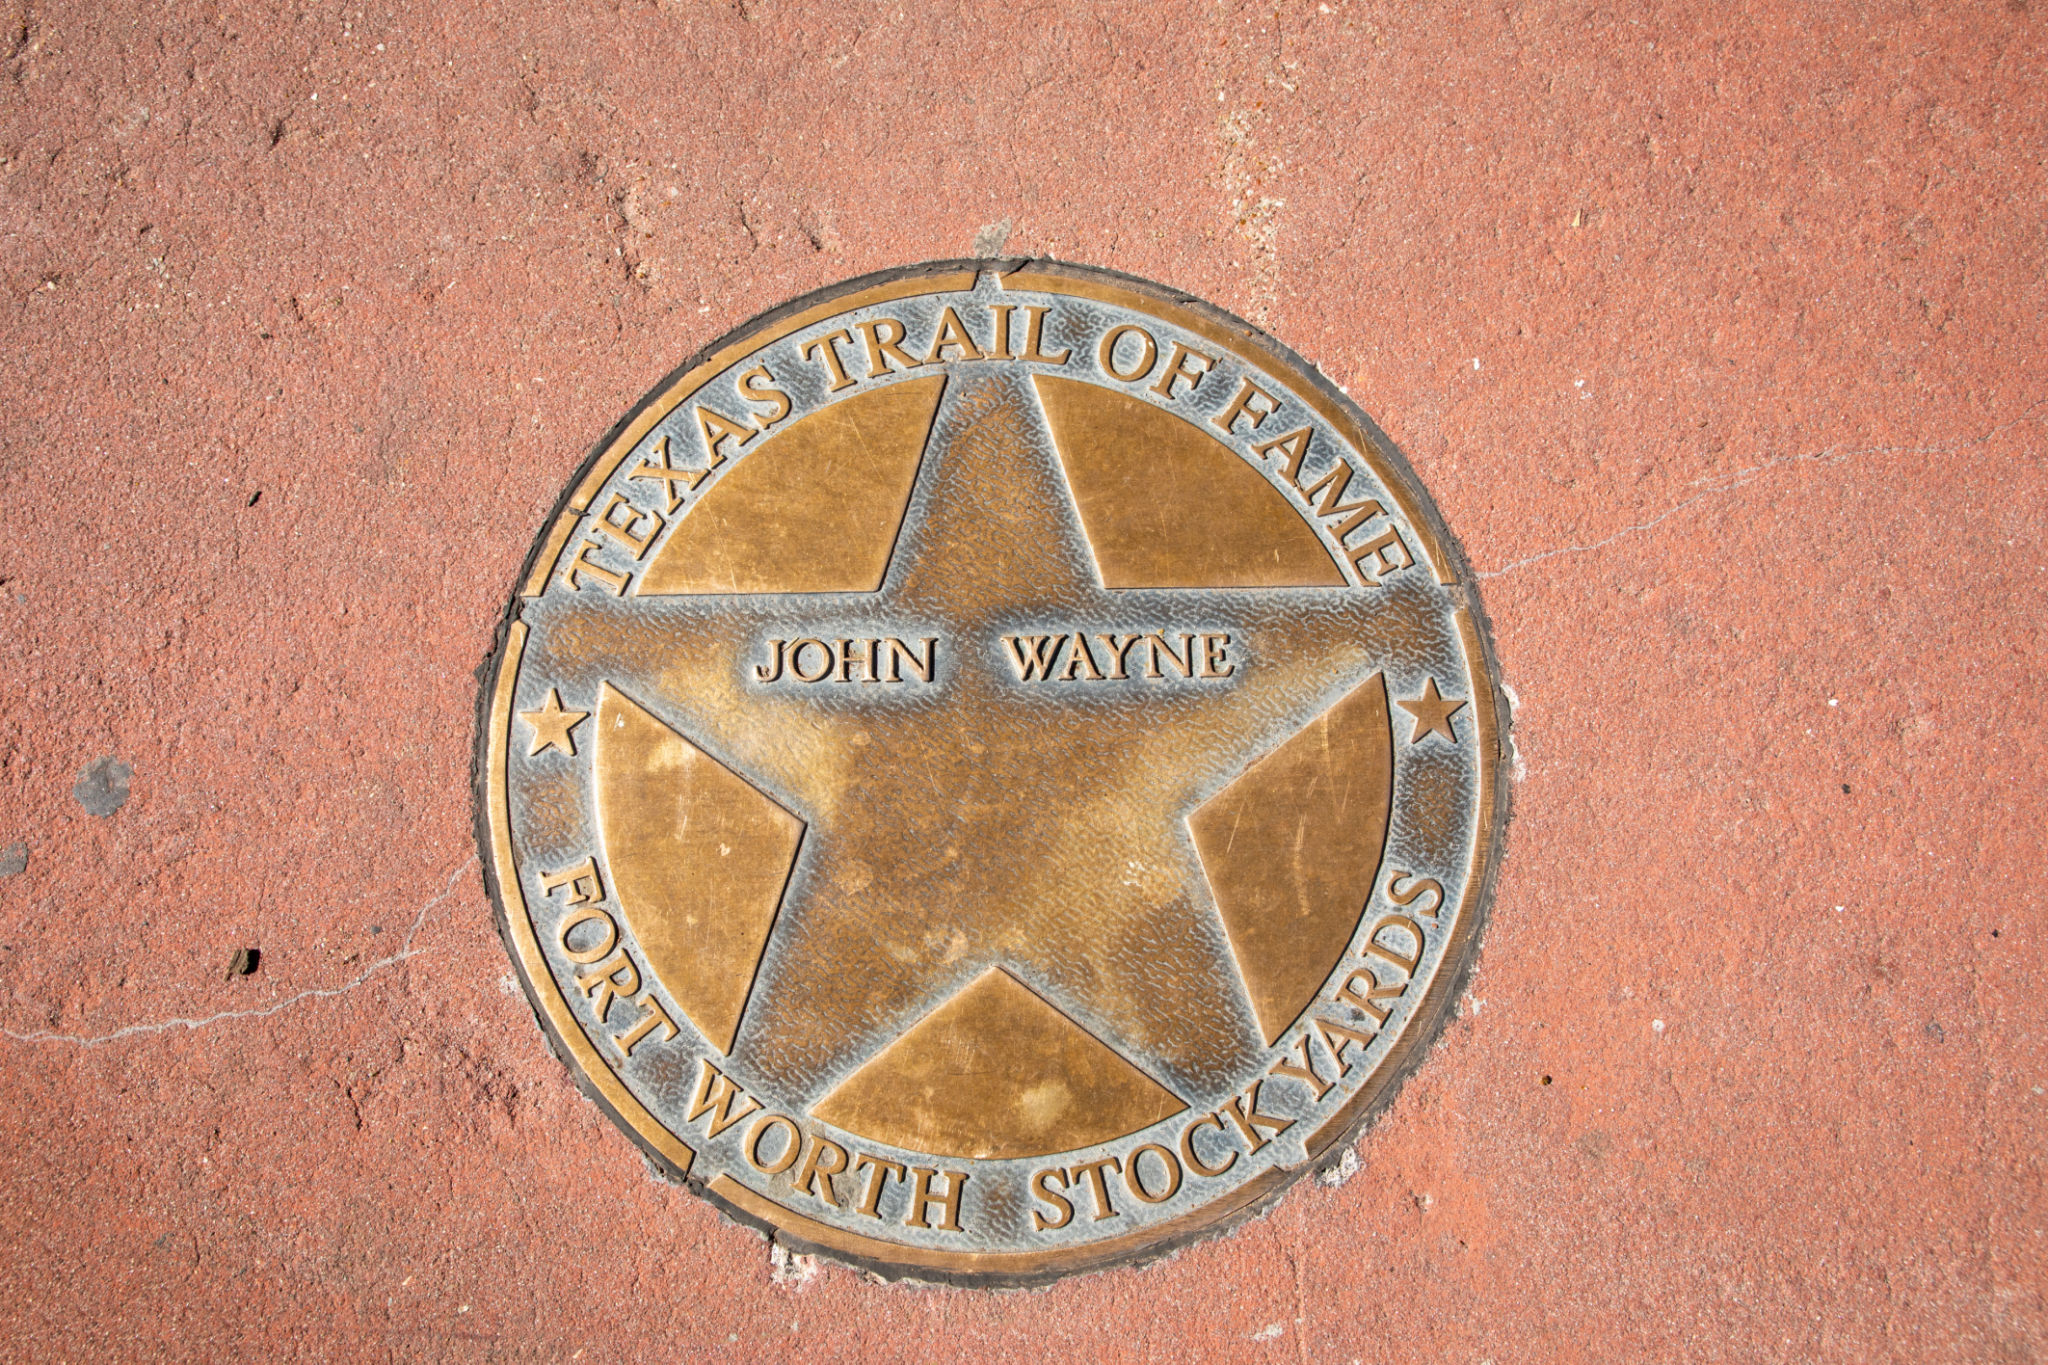 TEXAS TRAIL OF FAME
JOHN WAYNE
FORT WORTH STOCKYARDS